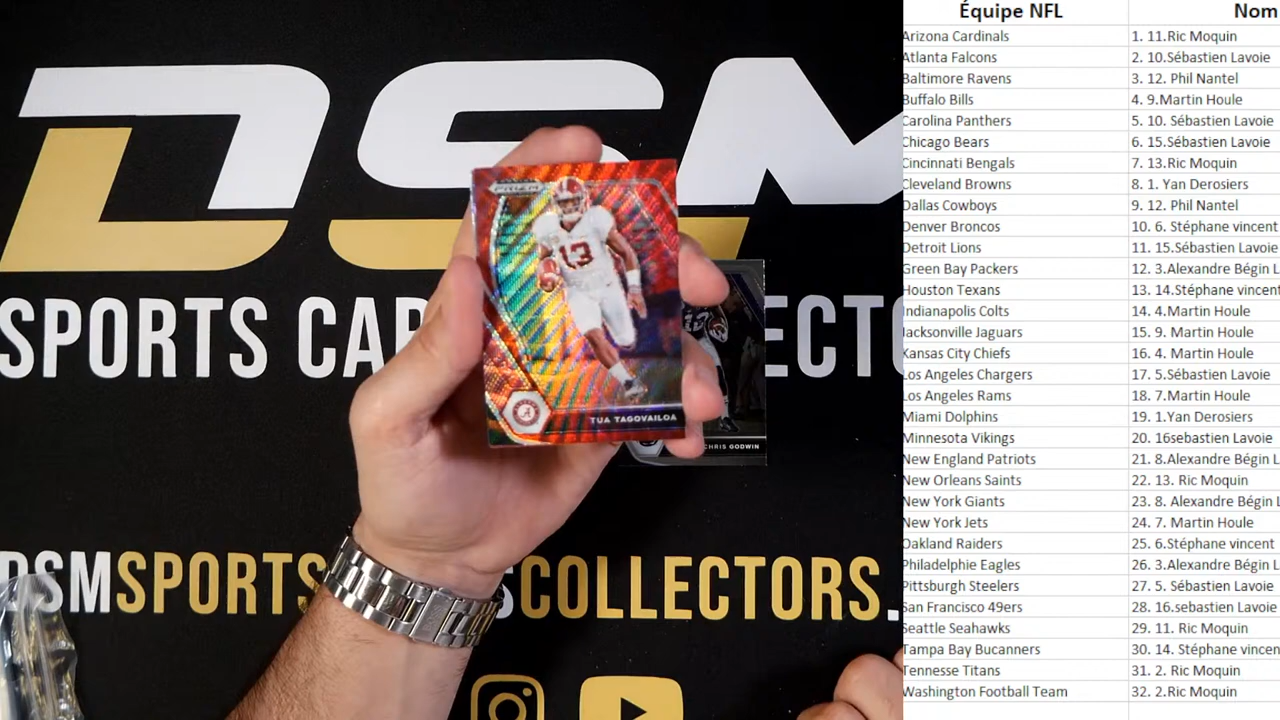 DSM
SPORTS CAR
ECTO
DSMSPORTS
SCOLLECTORS.
PRIZM
13
TUA TAGOVAILOA
CHRIS GODWIN
Équipe NFL Nom
Arizona Cardinals 1. 11.Ric Moquin
Atlanta Falcons 2. 10.Sébastien Lavoie
Baltimore Ravens 3. 12. Phil Nantel
Buffalo Bills 4. 9.Martin Houle
Carolina Panthers 5. 10. Sébastien Lavoie
Chicago Bears 6. 15.Sébastien Lavoie
Cincinnati Bengals 7. 13.Ric Moquin
Cleveland Browns 8. 1. Yan Derosiers
Dallas Cowboys 9. 12. Phil Nantel
Denver Broncos 10. 6. Stéphane vincent
Detroit Lions 11. 15.Sébastien Lavoie
Green Bay Packers 12. 3.Alexandre Bégin L
Houston Texans 13. 14.Stéphane vincent
Indianapolis Colts 14. 4.Martin Houle
Jacksonville Jaguars 15. 9. Martin Houle
Kansas City Chiefs 16. 4. Martin Houle
Los Angeles Chargers 17. 5.Sébastien Lavoie
Los Angeles Rams 18. 7.Martin Houle
Miami Dolphins 19. 1.Yan Derosiers
Minnesota Vikings 20. 16sebastien Lavoie
New England Patriots 21. 8.Alexandre Bégin L
New Orleans Saints 22. 13. Ric Moquin
New York Giants 23. 8. Alexandre Bégin L
New York Jets 24. 7. Martin Houle
Oakland Raiders 25. 6.Stéphane vincent
Philadelphie Eagles 26. 3.Alexandre Bégin L
Pittsburgh Steelers 27. 5. Sébastien Lavoie
San Francisco 49ers 28. 16.sebastien Lavoie
Seattle Seahawks 29. 11. Ric Moquin
Tampa Bay Bucanners 30. 14. Stéphane vincen
Tennesse Titans 31. 2. Ric Moquin
Washington Football Team 32. 2.Ric Moquin